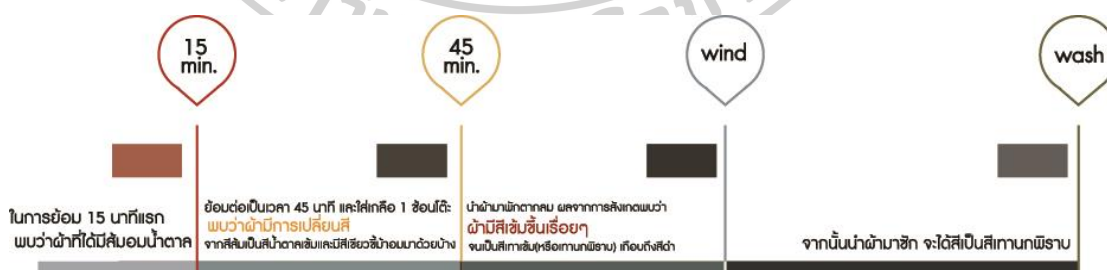 15
min.
45
min.
wind
wash
ในการย้อม 15 นาทีแรก
พบว่าผ้าที่ได้มีส้มอมน้ำตาล
ย้อมต่อเป็นเวลา 45 นาที และใส่เกลือ 1 ช้อนโต๊ะ
พบว่าผ้ามีการเปลี่ยนสี
จากสีส้มเป็นสีน้ำตาลเข้มและมีสีเขียวขี้ม้าอมมาด้วยบ้าง
นำผ้ามาพักตากลม ผลจากการสังเกตพบว่า
ผ้ามีสีเข้มขึ้นเรื่อยๆ
จนเป็นสีเทาเข้ม(หรือเทานกพิราบ) เกือบถึงสีดำ
จากนั้นนำผ้ามาซัก จะได้สีเป็นสีเทานกพิราบ